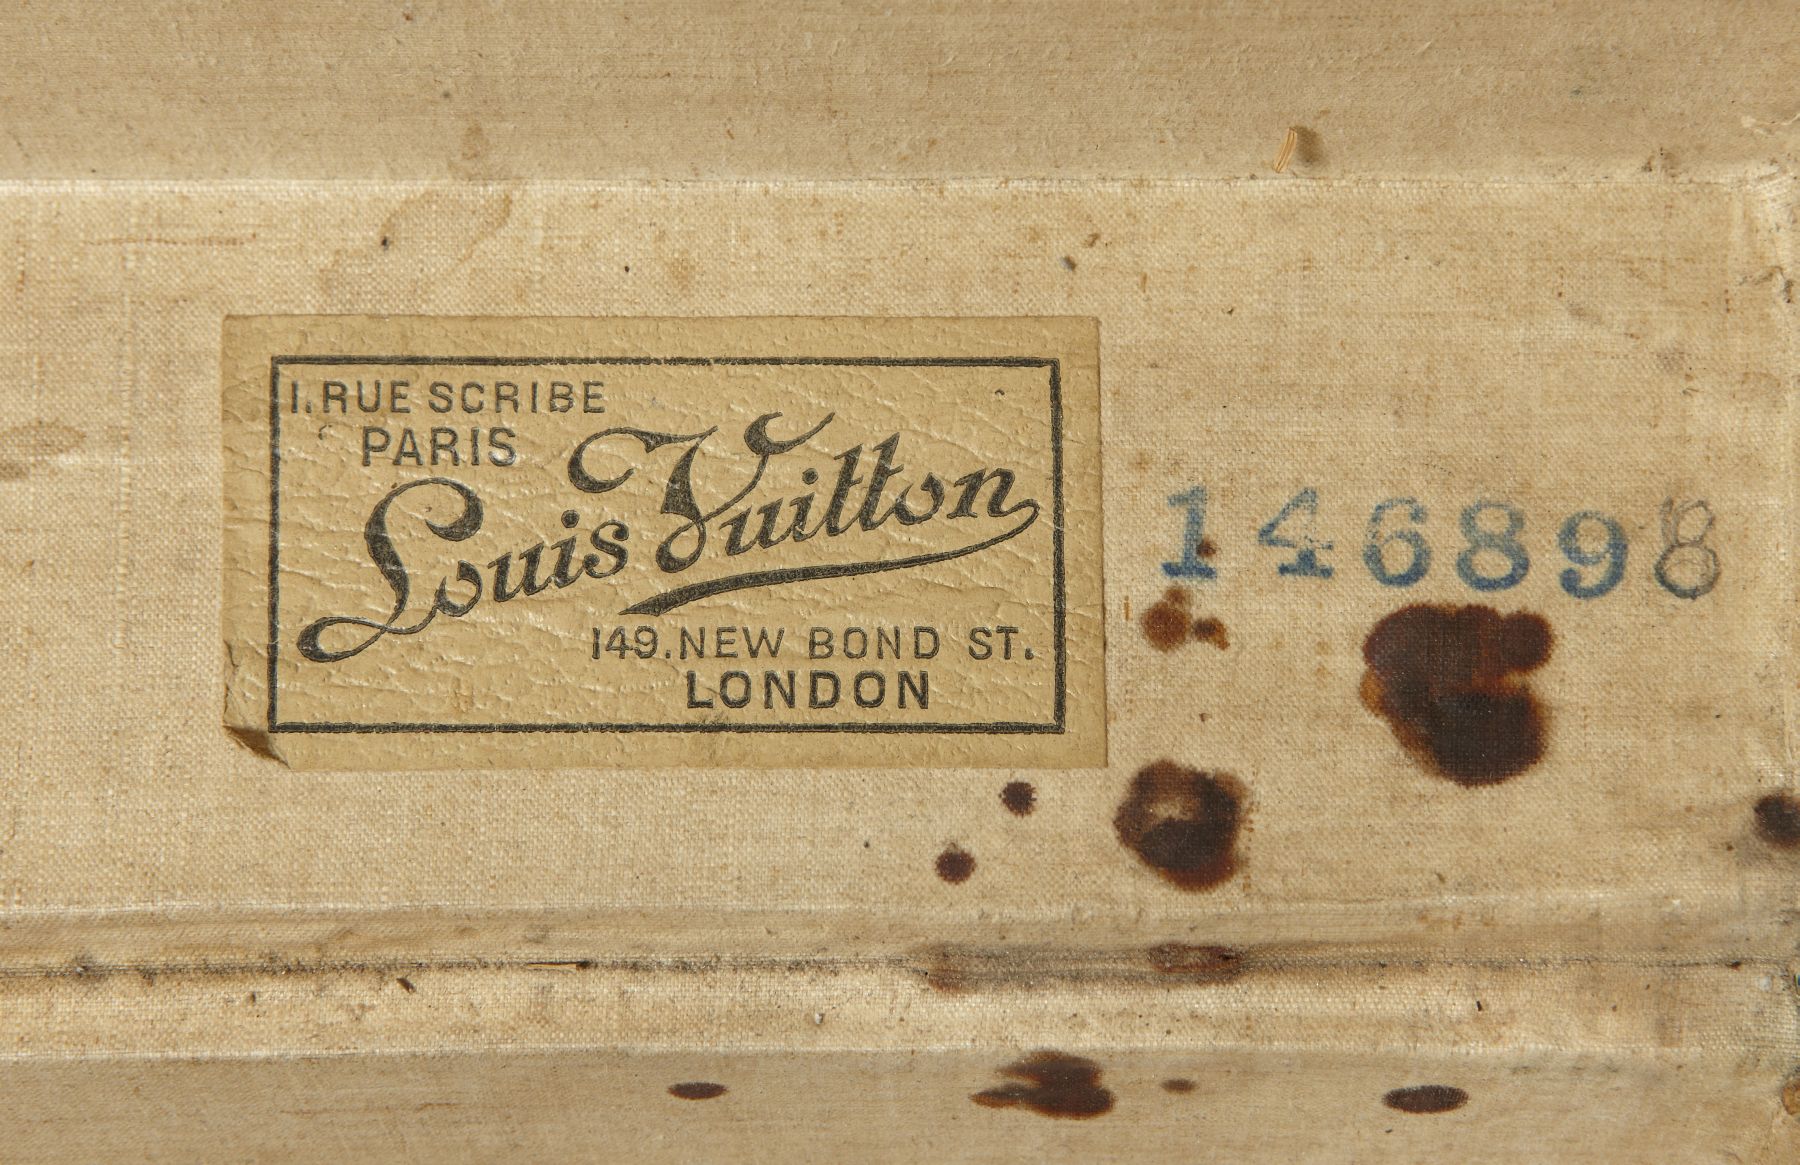 1. RUE SCRIBE
PARIS
Louis Vuitton
149. NEW BOND ST.
LONDON
146898